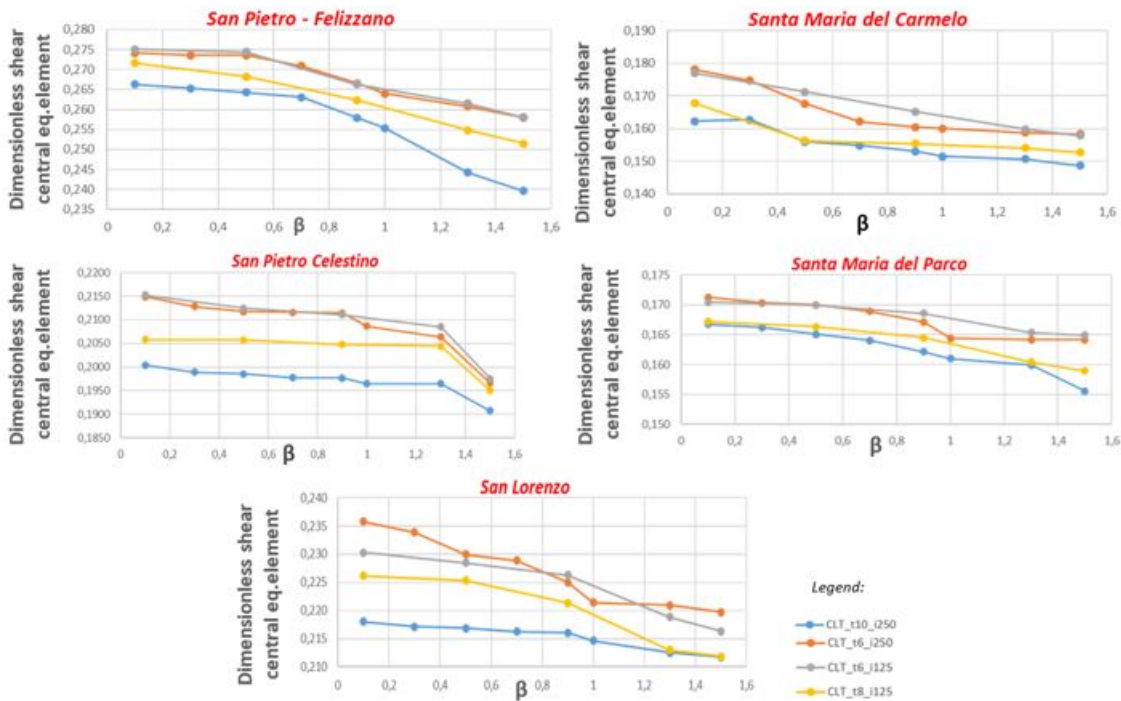 San Pietro - Felizzano
Dimensionless shear
central eq.element
0,280
0,275
0,270
0,265
0,260
0,255
0,250
0,245
0,240
0,235
0 0,2 0,4 0,6 0,8 1 1,2 1,4 1,6
β
Santa Maria del Carmelo
Dimensionless shear
central eq.element
0,190
0,180
0,170
0,160
0,150
0,140
0 0,2 0,4 0,6 0,8 1 1,2 1,4 1,6
β
San Pietro Celestino
Dimensionless shear
central eq.element
0,2200
0,2150
0,2100
0,2050
0,2000
0,1950
0,1900
0,1850
0 0,2 0,4 0,6 0,8 1 1,2 1,4 1,6
β
Santa Maria del Parco
Dimensionless shear
central eq.element
0,175
0,170
0,165
0,160
0,155
0,150
0 0,2 0,4 0,6 0,8 1 1,2 1,4 1,6
β
San Lorenzo
Dimensionless shear
central eq.element
0,240
0,235
0,230
0,225
0,220
0,215
0,210
0 0,2 0,4 0,6 0,8 1 1,2 1,4 1,6
β
Legend:
CLT_t10_i250
CLT_t6_i250
CLT_t6_i125
CLT_t8_i125